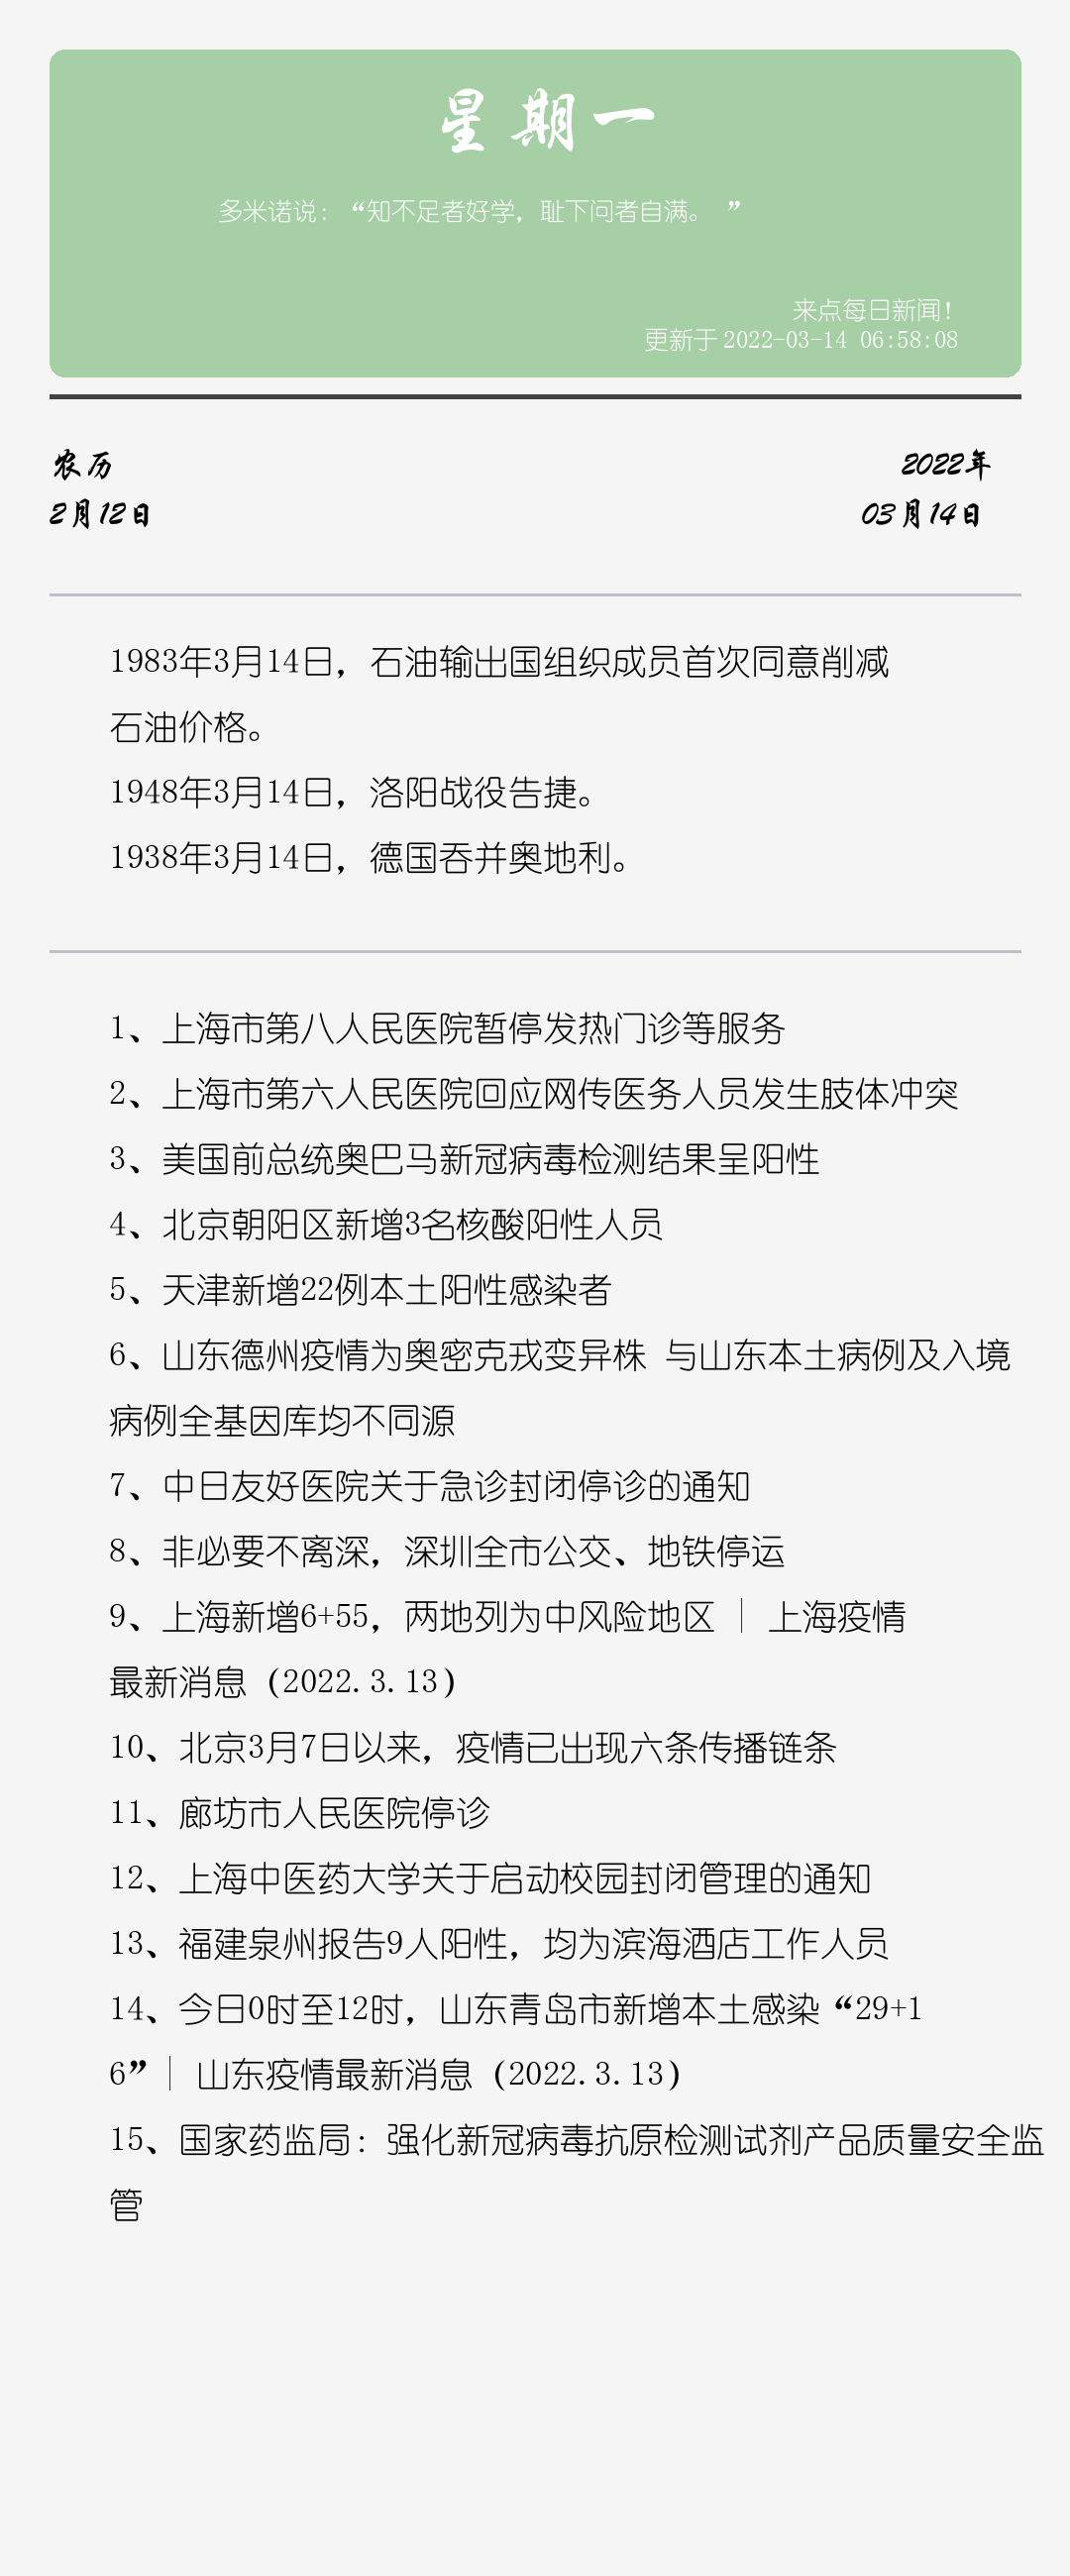 星期一
多米诺说：“知不足者好学，耻下问者自满。 ”
来点每日新闻！
更新于 2022-03-14 06:58:08
农历
2022年
2月12日
03月14日
1983年3月14日，石油输出国组织成员首次同意削减
石油价格。
1948年3月14日，洛阳战役告捷。
1938年3月14日，德国吞并奥地利。
1、上海市第八人民医院暂停发热门诊等服务
2、上海市第六人民医院回应网传医务人员发生肢体冲突
3、美国前总统奥巴马新冠病毒检测结果呈阳性
4、北京朝阳区新增3名核酸阳性人员
5、天津新增22例本土阳性感染者
6、山东德州疫情为奥密克戎变异株 与山东本土病例及入境
病例全基因库均不同源
7、中日友好医院关于急诊封闭停诊的通知
8、非必要不离深，深圳全市公交、地铁停运
9、上海新增6+55，两地列为中风险地区 | 上海疫情
最新消息（2022.3.13）
10、北京3月7日以来，疫情已出现六条传播链条
11、廊坊市人民医院停诊
12、上海中医药大学关于启动校园封闭管理的通知
13、福建泉州报告9人阳性，均为滨海酒店工作人员
14、今日0时至12时，山东青岛市新增本土感染“29+1
6”| 山东疫情最新消息（2022.3.13）
15、国家药监局：强化新冠病毒抗原检测试剂产品质量安全监
管